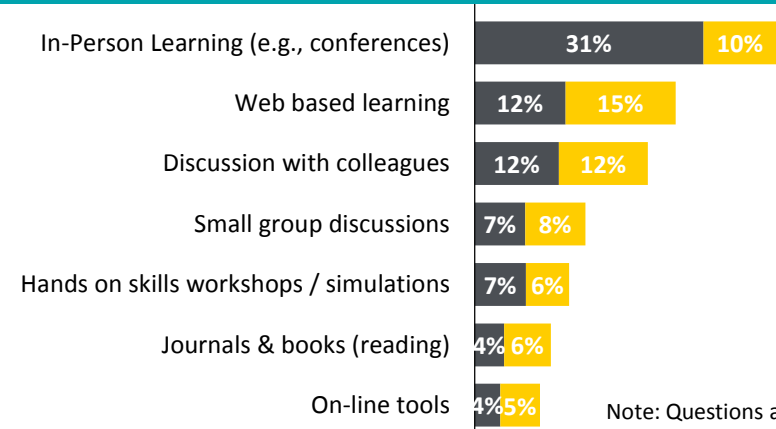 In-Person Learning (e.g., conferences) 31% 10%
Web based learning 12% 15%
Discussion with colleagues 12% 12%
Small group discussions 7% 8%
Hands on skills workshops / simulations 7% 6%
Journals & books (reading) 4% 6%
On-line tools 4% 5%
Note: Questions a